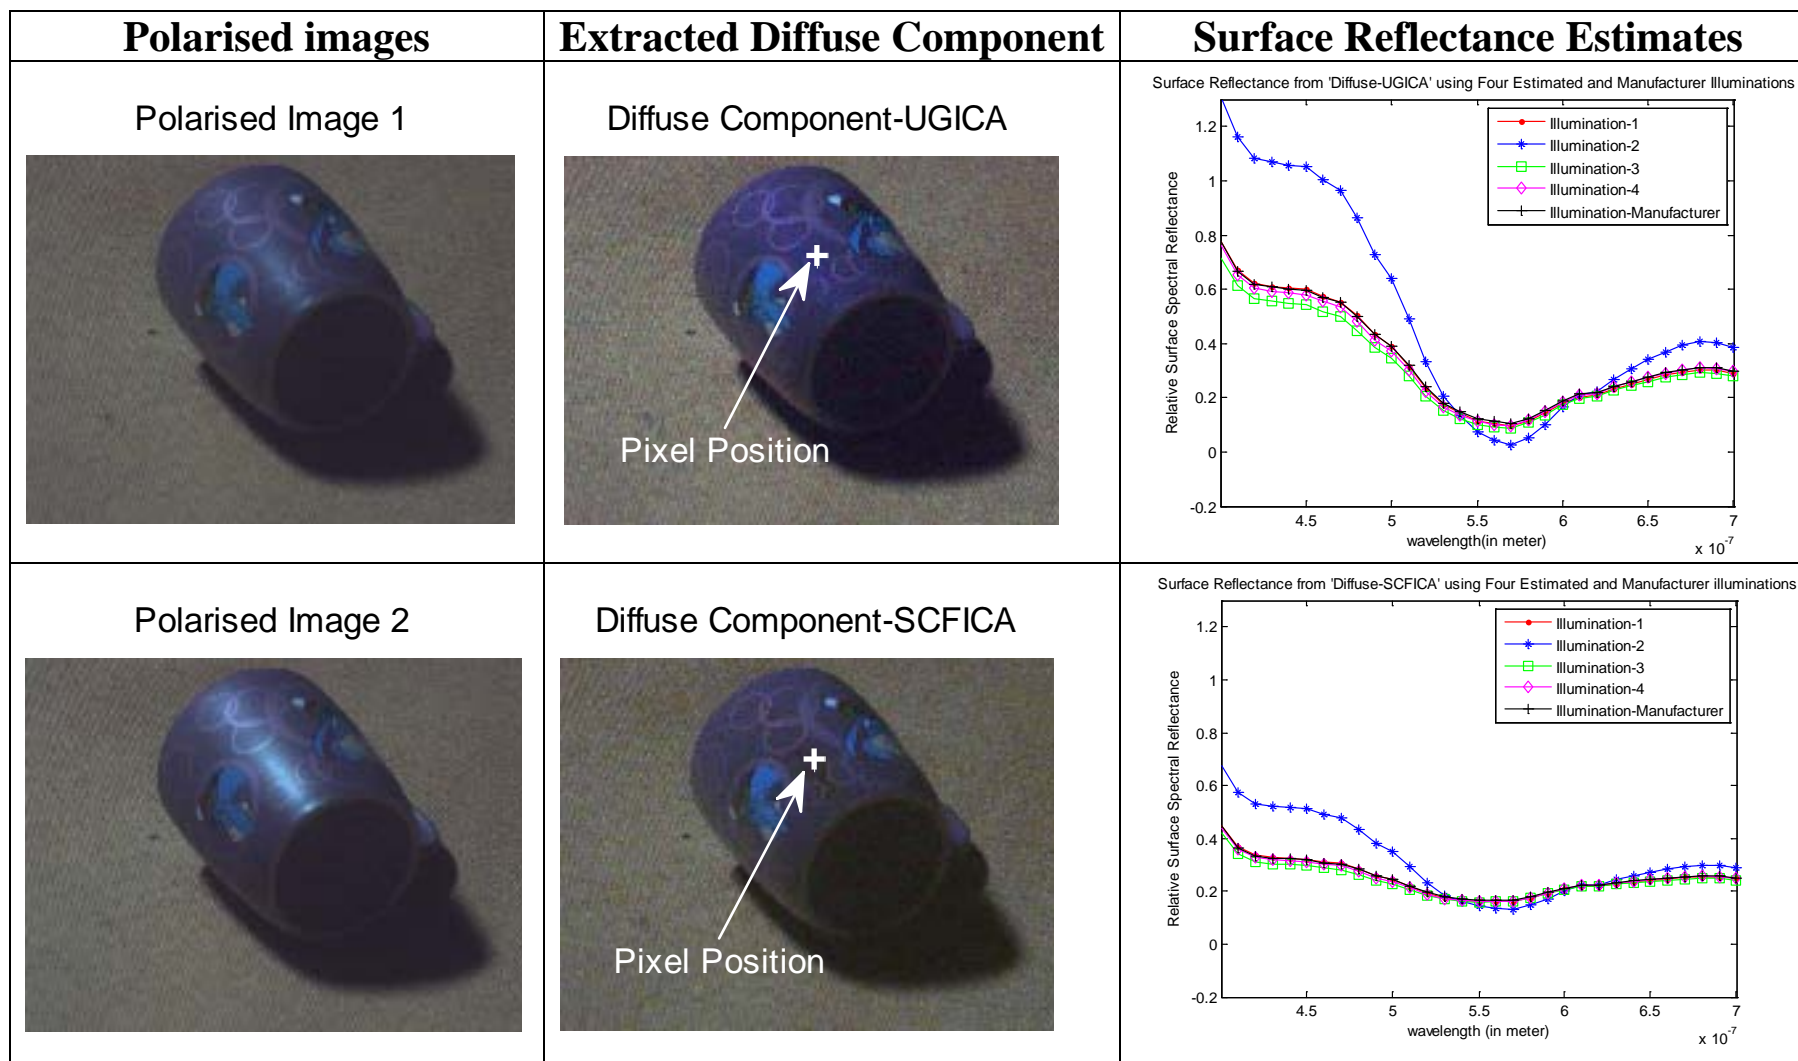 Polarised images
Extracted Diffuse Component
Surface Reflectance Estimates
Polarised Image 1
Diffuse Component-UGICA
Pixel Position
Surface Reflectance from 'Diffuse-UGICA' using Four Estimated and Manufacturer Illuminations
Relative Surface Spectral Reflectance
1.2
1
0.8
0.6
0.4
0.2
0
-0.2
Illumination-1
Illumination-2
Illumination-3
Illumination-4
Illumination-Manufacturer
4.5 5 5.5 6 6.5 7
wavelength(in meter)
x 10-7
Polarised Image 2
Diffuse Component-SCFICA
Pixel Position
Surface Reflectance from 'Diffuse-SCFICA' using Four Estimated and Manufacturer illuminations
Relative Surface Spectral Reflectance
1.2
1
0.8
0.6
0.4
0.2
0
-0.2
Illumination-1
Illumination-2
Illumination-3
Illumination-4
Illumination-Manufacturer
4.5 5 5.5 6 6.5 7
wavelength (in meter)
x 10-7